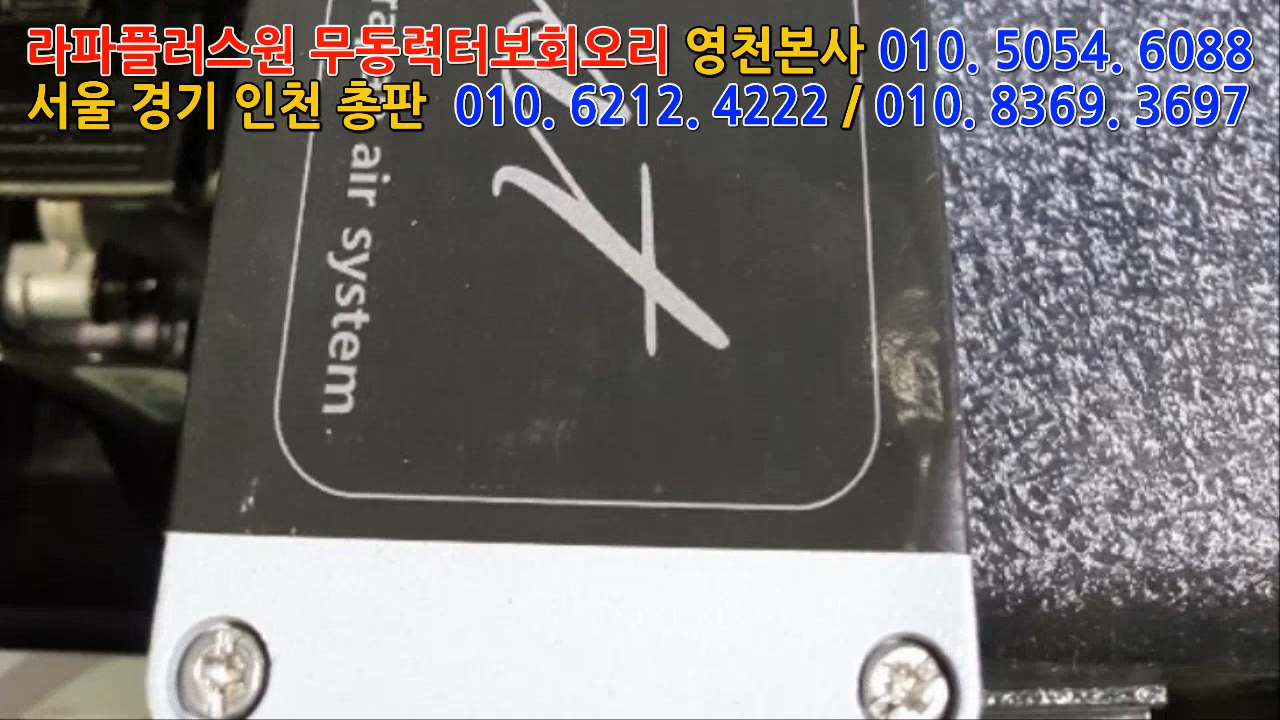 라파플러스원 무동력터보회오리 영천본사 010. 5054. 6088
서울 경기 인천 총판 010. 6212. 4222 / 010. 8369. 3697
air system